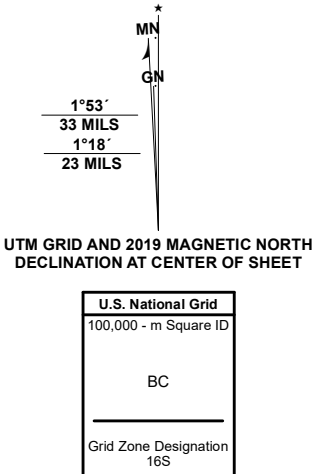 MN
GN
1°53´
33 MILS
1°18´
23 MILS
UTM GRID AND 2019 MAGNETIC NORTH
DECLINATION AT CENTER OF SHEET
U.S. National Grid
100,000 - m Square ID
BC
Grid Zone Designation
16S